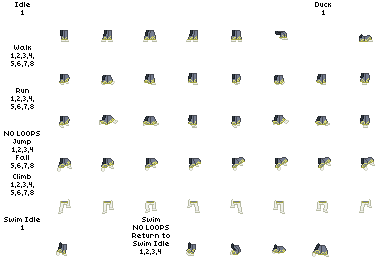 Idle
1
Duck
1
Walk
1,2,3,4,
5,6,7,8
Run
1,2,3,4,
5,6,7,8
NO LOOPS
Jump
1,2,3,4
Fall
5,6,7,8
Climb
1,2,3,4,
5,6,7,8
Swim Idle
1
Swim
NO LOOPS
Return to
Swim Idle
1,2,3,4